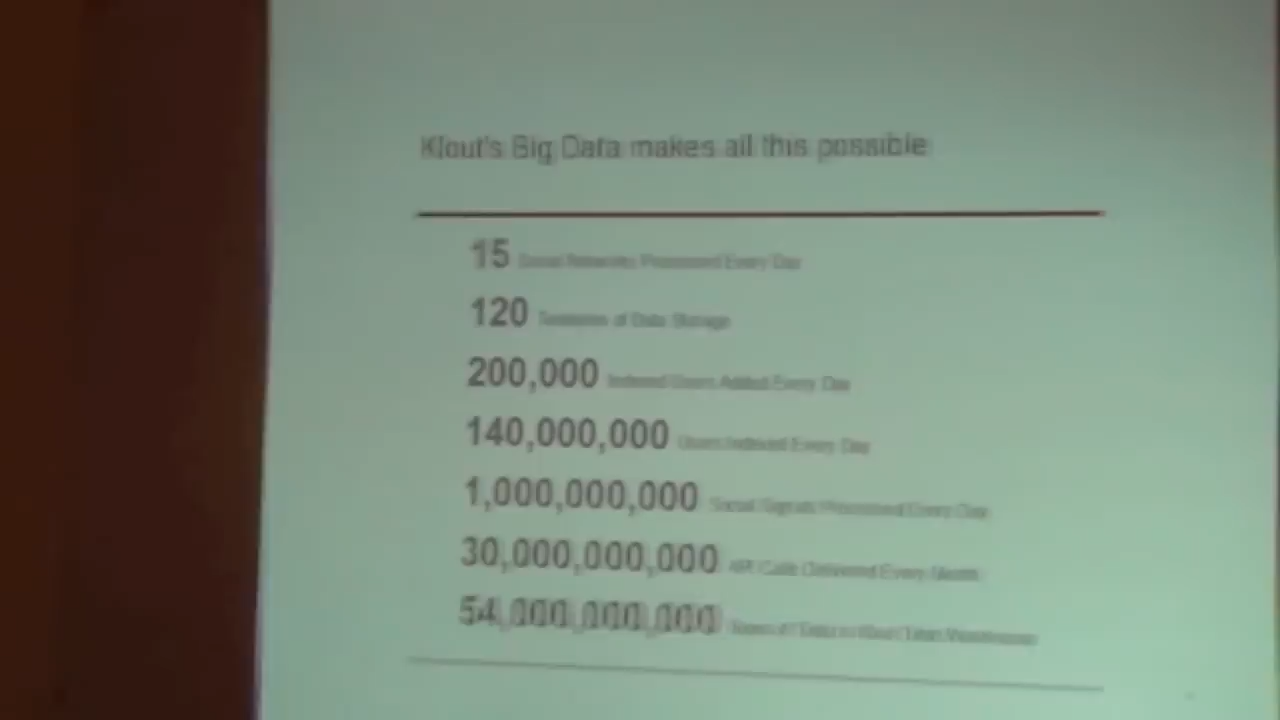 Klout's Big Data makes all this possible
15 Social Networks Processed Every Day
120 Terabytes of Data Storage
200,000 Indexed Users Added Every Day
140,000,000 Users Indexed Every Day
1,000,000,000 Social Signals Processed Every Day
30,000,000,000 API Calls Delivered Every Month
54,000,000,000 of Data in Klout Data Warehouse